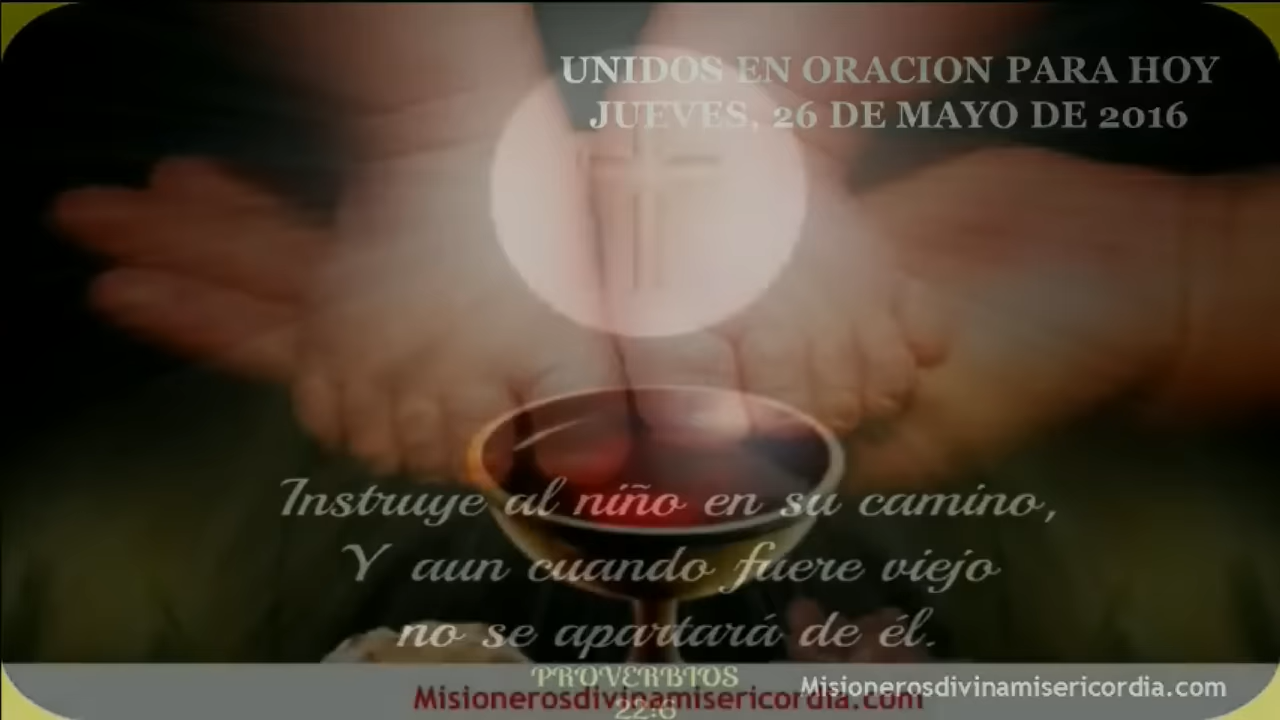 UNIDOS EN ORACION PARA HOY
JUEVES, 26 DE MAYO DE 2016
Instruye al niño en su camino,
Y aun cuando fuere viejo
no se apartará de él.
PROVERBIOS
22:6
Misionerosdivinamisericordia.com
Misionerosdivinamisericordia.com